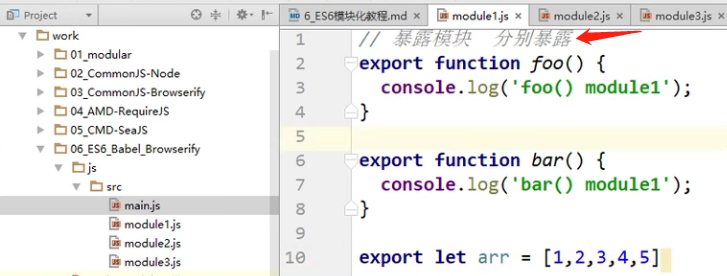 Project
6_ES6模块化教程.md
module1.js
module2.js
module3.js
work
01_modular
02_CommonJS-Node
03_CommonJS-Browserify
04_AMD-RequireJS
05_CMD-SeaJS
06_ES6_Babel_Browserify
js
src
main.js
module1.js
module2.js
module3.js
1 // 暴露模块 分别暴露
2 export function foo() {
3 console.log('foo() module1');
4 }
5
6 export function bar() {
7 console.log('bar() module1');
8 }
9
10 export let arr = [1,2,3,4,5]